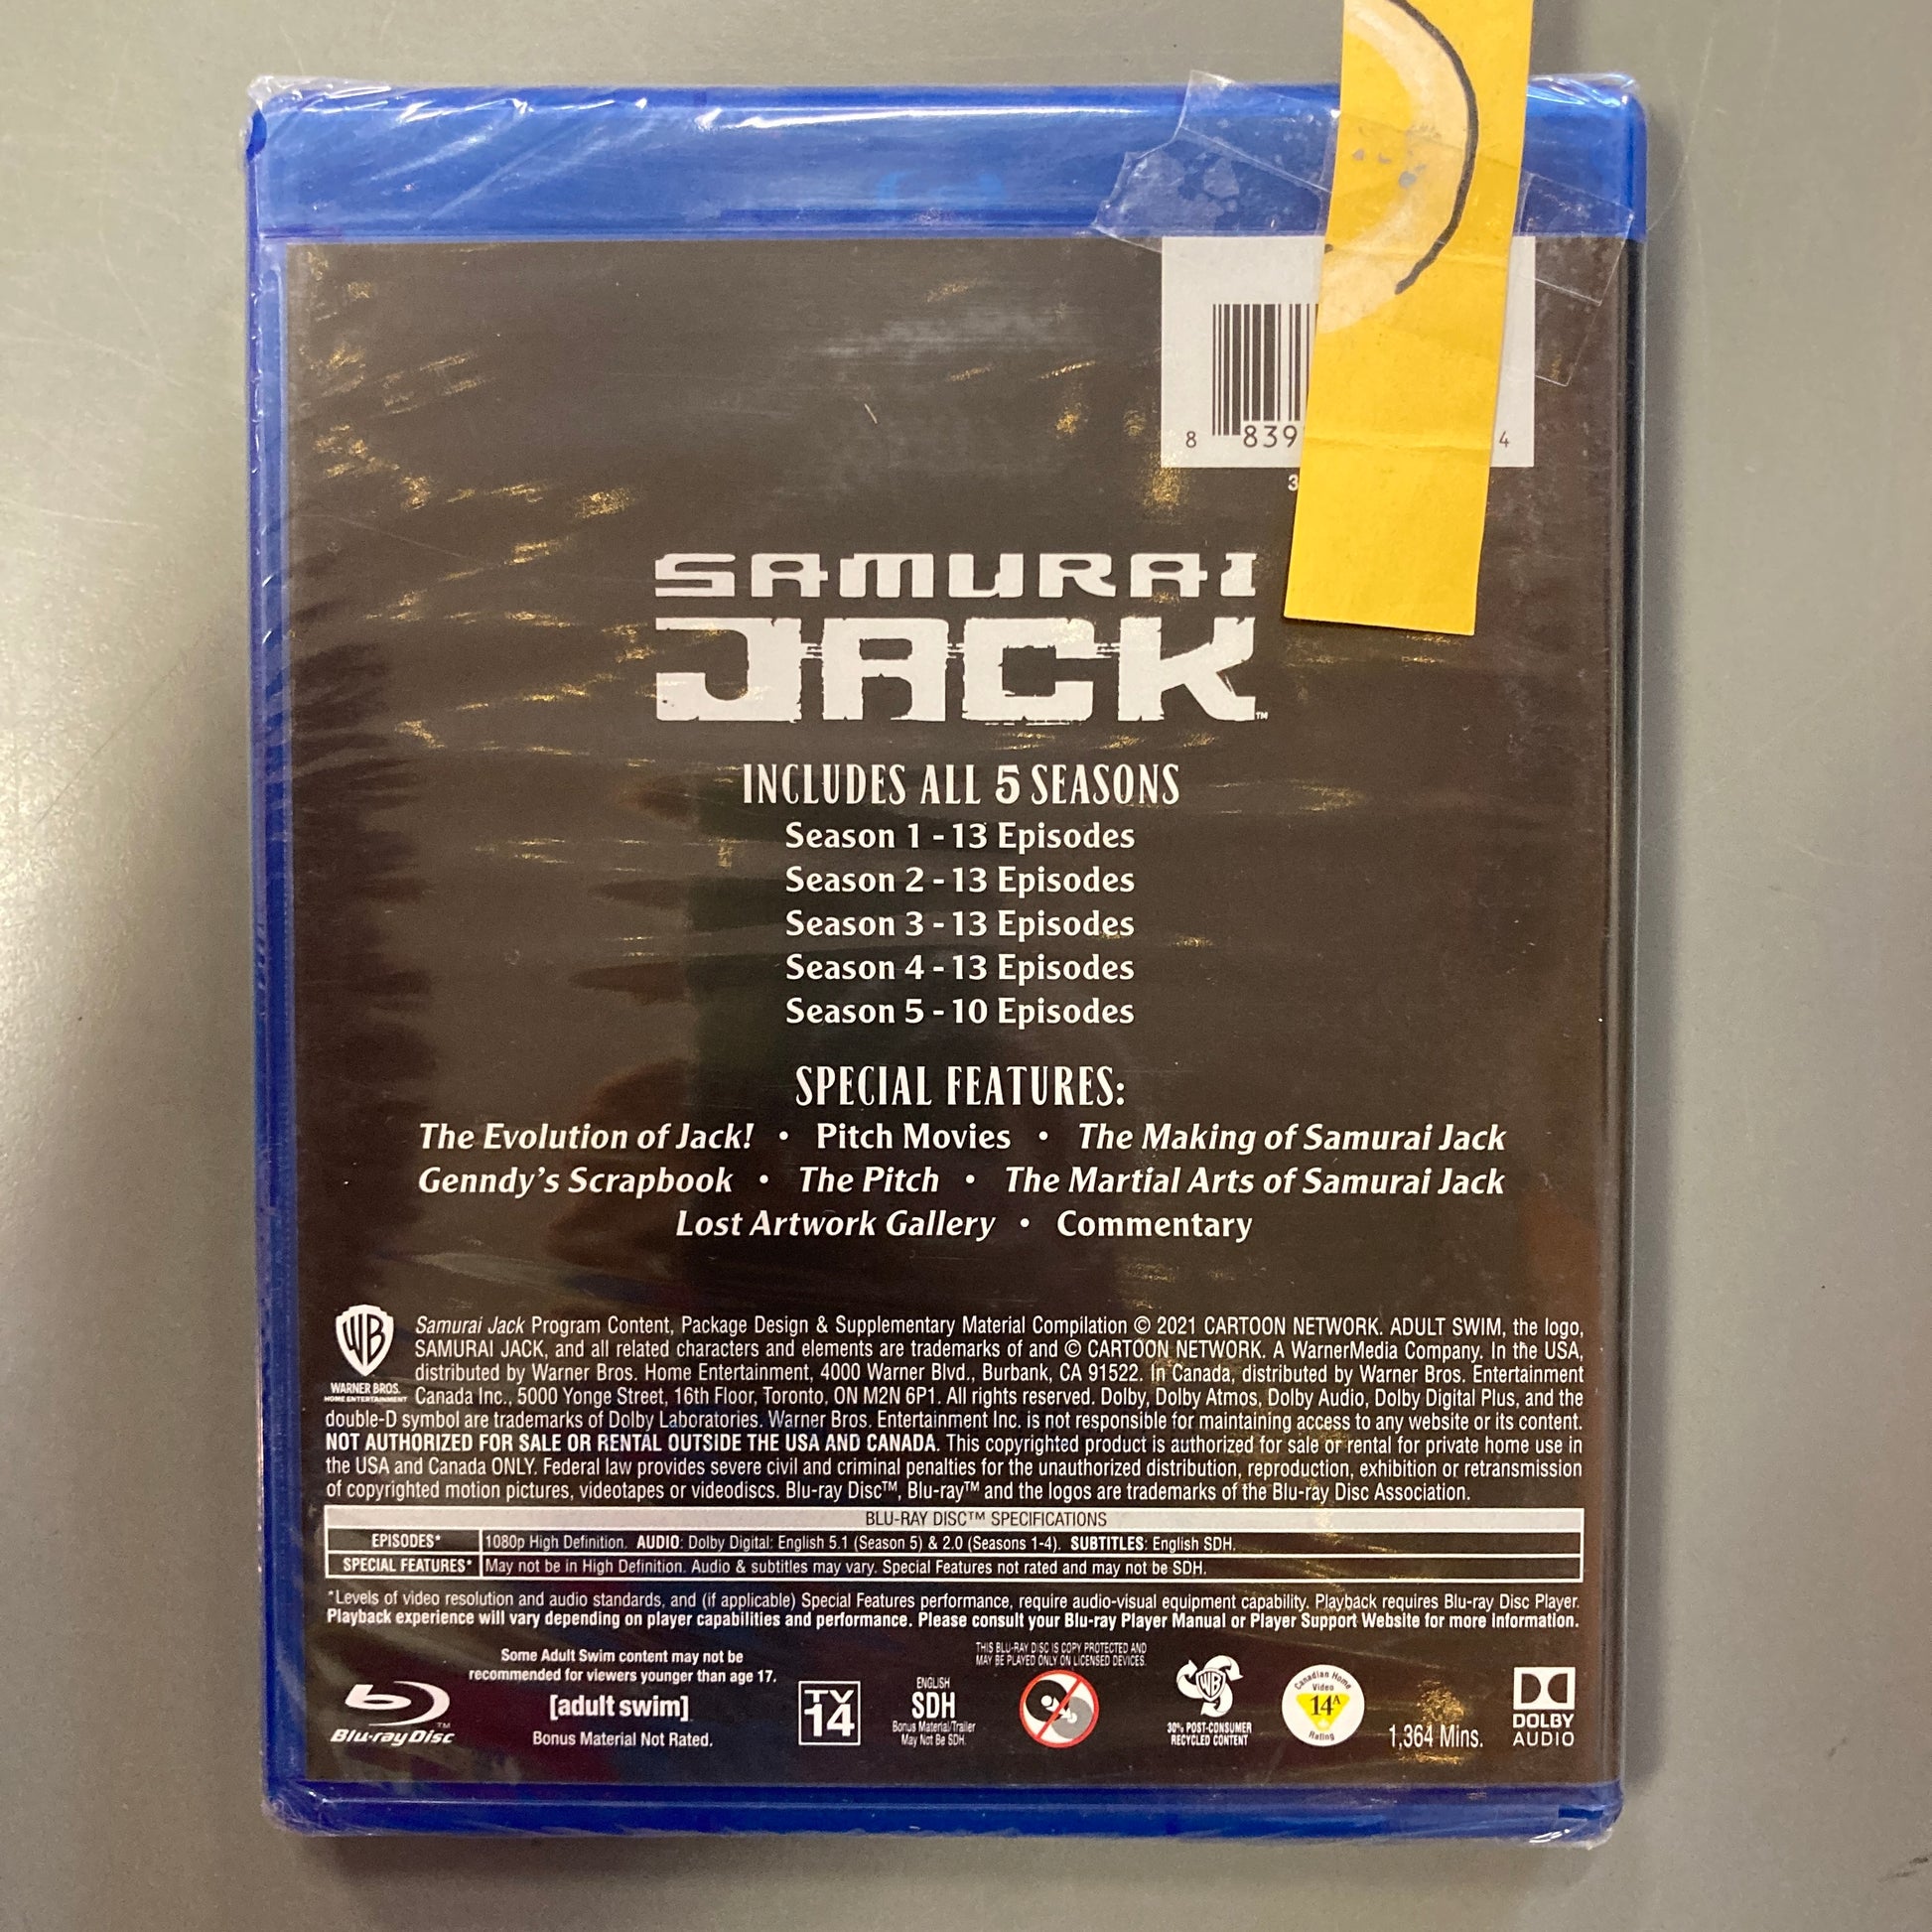 8 839 4
3
SAMURAI
JACK™
INCLUDES ALL 5 SEASONS
Season 1 - 13 Episodes
Season 2 - 13 Episodes
Season 3 - 13 Episodes
Season 4 - 13 Episodes
Season 5 - 10 Episodes
SPECIAL FEATURES:
The Evolution of Jack! • Pitch Movies • The Making of Samurai Jack
Genndy's Scrapbook • The Pitch • The Martial Arts of Samurai Jack
Lost Artwork Gallery • Commentary
WB
WARNER BROS.
HOME ENTERTAINMENT
Samurai Jack Program Content, Package Design & Supplementary Material Compilation © 2021 CARTOON NETWORK. ADULT SWIM, the logo,
SAMURAI JACK, and all related characters and elements are trademarks of and © CARTOON NETWORK. A WarnerMedia Company. In the USA,
distributed by Warner Bros. Home Entertainment, 4000 Warner Blvd., Burbank, CA 91522. In Canada, distributed by Warner Bros. Entertainment
Canada Inc., 5000 Yonge Street, 16th Floor, Toronto, ON M2N 6P1. All rights reserved. Dolby, Dolby Atmos, Dolby Audio, Dolby Digital Plus, and the
double-D symbol are trademarks of Dolby Laboratories. Warner Bros. Entertainment Inc. is not responsible for maintaining access to any website or its content.
NOT AUTHORIZED FOR SALE OR RENTAL OUTSIDE THE USA AND CANADA. This copyrighted product is authorized for sale or rental for private home use in
the USA and Canada ONLY. Federal law provides severe civil and criminal penalties for the unauthorized distribution, reproduction, exhibition or retransmission
of copyrighted motion pictures, videotapes or videodiscs. Blu-ray Disc™, Blu-ray™ and the logos are trademarks of the Blu-ray Disc Association.
BLU-RAY DISC™ SPECIFICATIONS
EPISODES* 1080p High Definition. AUDIO: Dolby Digital: English 5.1 (Season 5) & 2.0 (Seasons 1-4). SUBTITLES: English SDH.
SPECIAL FEATURES* May not be in High Definition. Audio & subtitles may vary. Special Features not rated and may not be SDH.
*Levels of video resolution and audio standards, and (if applicable) Special Features performance, require audio-visual equipment capability. Playback requires Blu-ray Disc Player.
Playback experience will vary depending on player capabilities and performance. Please consult your Blu-ray Player Manual or Player Support Website for more information.
Some Adult Swim content may not be
recommended for viewers younger than age 17.
[adult swim]
Bonus Material Not Rated.
Blu-ray Disc™
TV
14
ENGLISH
SDH
Bonus Material/Trailer
May Not Be SDH.
THIS BLU-RAY DISC IS COPY PROTECTED AND
MAY BE PLAYED ONLY ON LICENSED DEVICES.
WB
30% POST-CONSUMER
RECYCLED CONTENT
Canadian Home
Video
14A
Rating
1,364 Mins.
DOLBY
AUDIO